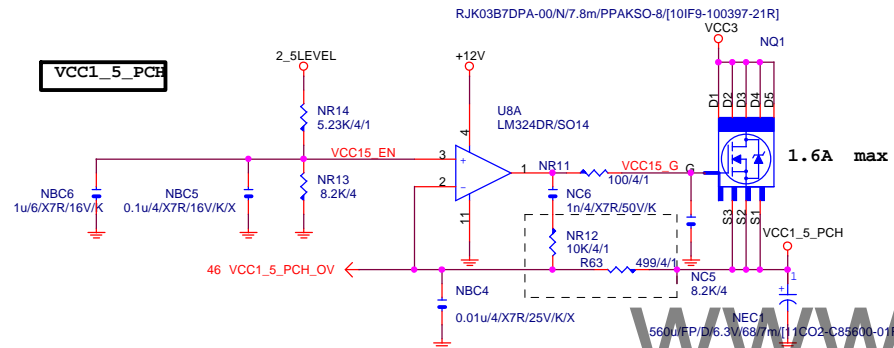 RJK03B7DPA-00/N/7.8m/PPAKSO-8/[10IF9-100397-21R]
VCC3
NQ1
VCC1_5_PCH
2_5LEVEL
+12V
D1
D2
D3
D4
D5
NR14
5.23K/4/1
U8A
LM324DR/SO14
4
VCC15_EN
3
+
2
−
1
11
NR11
100/4/1
VCC15_G
G
1.6A max
NBC6
1u/6/X7R/16V/K
NBC5
0.1u/4/X7R/16V/K/X
NR13
8.2K/4
NC6
1n/4/X7R/50V/K
S3
S2
S1
VCC1_5_PCH
NR12
10K/4/1
R63
499/4/1
46 VCC1_5_PCH_OV
NC5
8.2K/4
NBC4
0.01u/4/X7R/25V/K/X
1
+
NEC1
560u/FP/D/6.3V/68/7m/[11CO2-C85600-01R
www